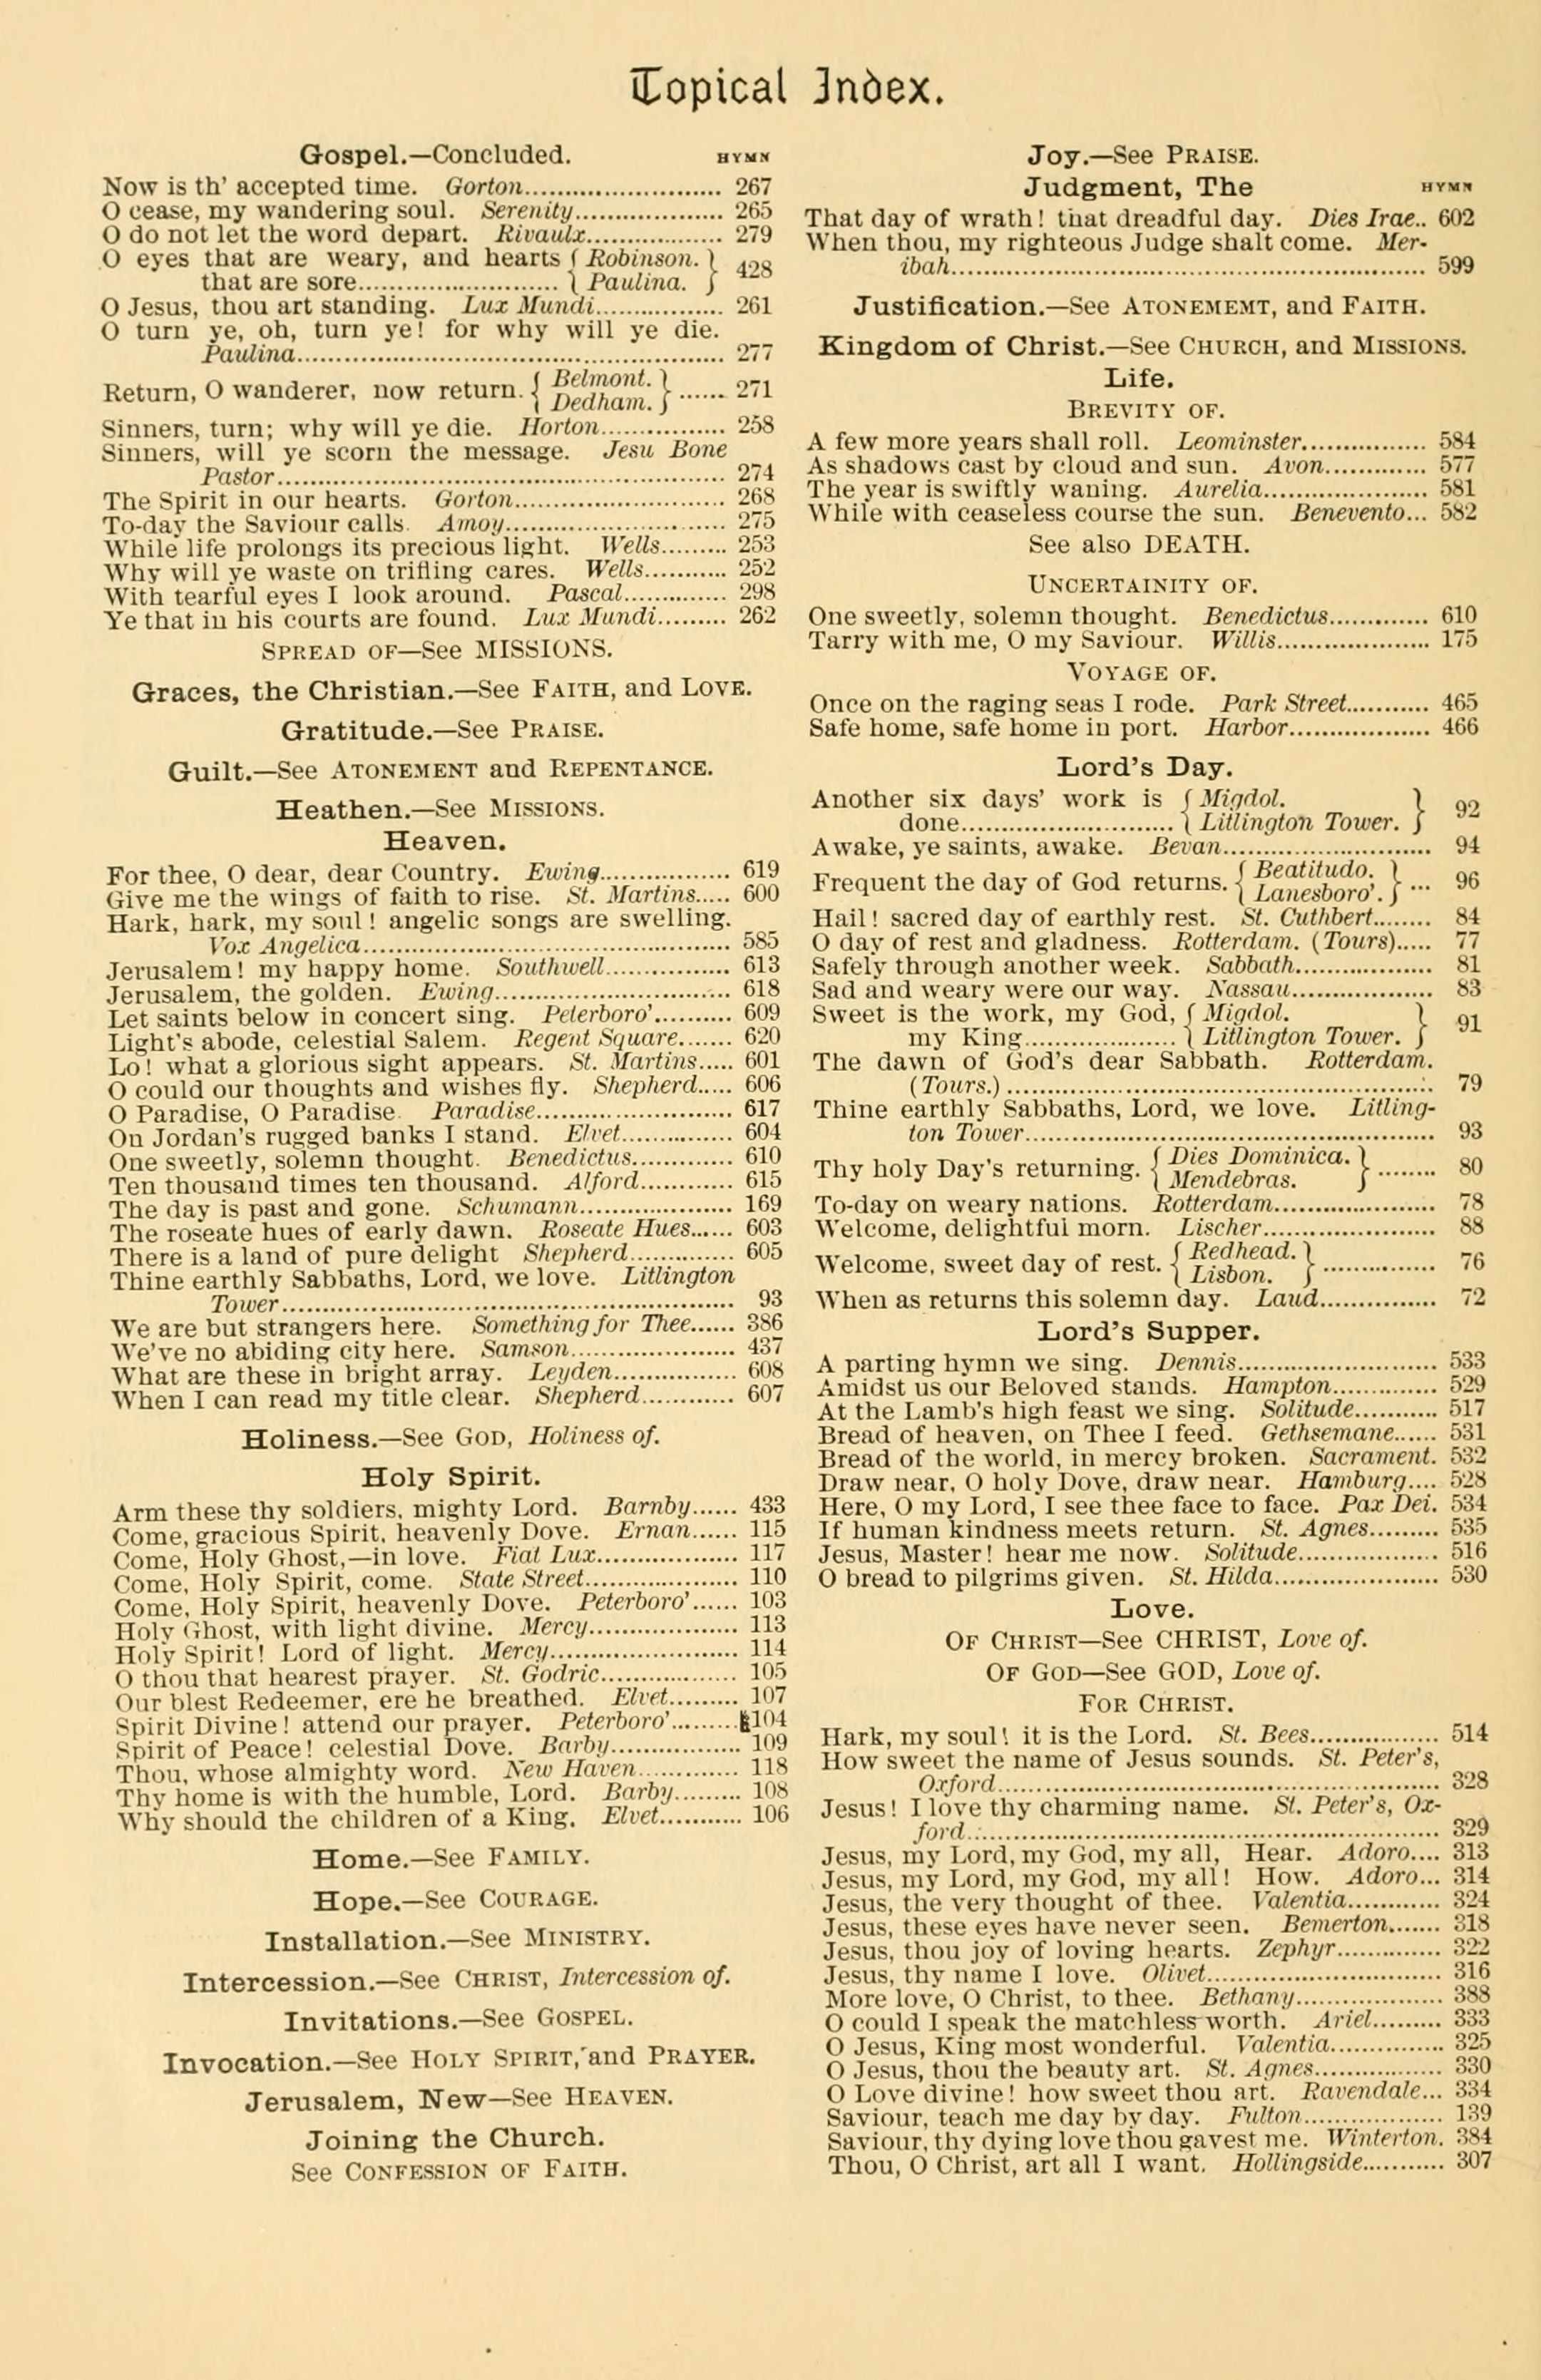 Topical Index.
Gospel.—Concluded. HYMN
Now is th' accepted time. Gorton........................ 267
O cease, my wandering soul. Serenity................... 265
O do not let the word depart. Rivaulx................. 279
O eyes that are weary, and hearts { Robinson. }
that are sore............................ { Paulina. } 428
O Jesus, thou art standing. Lux Mundi................ 261
O turn ye, oh, turn ye! for why will ye die.
Paulina..................................................... 277
Return, O wanderer, now return. { Belmont. } { Dedham. } ...... 271
Sinners, turn; why will ye die. Horton................ 258
Sinners, will ye scorn the message. Jesu Bone
Pastor....................................................... 274
The Spirit in our hearts. Gorton.......................... 268
To-day the Saviour calls. Amoy........................... 275
While life prolongs its precious light. Wells......... 253
Why will ye waste on trifling cares. Wells........... 252
With tearful eyes I look around. Pascal.............. 298
Ye that in his courts are found. Lux Mundi......... 262
SPREAD OF—See MISSIONS.
Graces, the Christian.—See FAITH, and LOVE.
Gratitude.—See PRAISE.
Guilt.—See ATONEMENT and REPENTANCE.
Heathen.—See MISSIONS.
Heaven.
For thee, O dear, dear Country. Ewing................. 619
Give me the wings of faith to rise. St. Martins..... 600
Hark, hark, my soul! angelic songs are swelling.
Vox Angelica.............................................. 585
Jerusalem! my happy home. Southwell............... 613
Jerusalem, the golden. Ewing............................. 618
Let saints below in concert sing. Peterboro'.......... 609
Light's abode, celestial Salem. Regent Square....... 620
Lo! what a glorious sight appears. St. Martins..... 601
O could our thoughts and wishes fly. Shepherd..... 606
O Paradise, O Paradise. Paradise........................ 617
On Jordan's rugged banks I stand. Elvet.............. 604
One sweetly, solemn thought. Benedictus............. 610
Ten thousand times ten thousand. Alford............ 615
The day is past and gone. Schumann................... 169
The roseate hues of early dawn. Roseate Hues...... 603
There is a land of pure delight Shepherd............. 605
Thine earthly Sabbaths, Lord, we love. Litlington
Tower......................................................... 93
We are but strangers here. Something for Thee...... 386
We've no abiding city here. Samson..................... 437
What are these in bright array. Leyden................ 608
When I can read my title clear. Shepherd............ 607
Holiness.—See GOD, Holiness of.
Holy Spirit.
Arm these thy soldiers, mighty Lord. Barnby...... 433
Come, gracious Spirit, heavenly Dove. Ernan...... 115
Come, Holy Ghost,—in love. Fiat Lux.................. 117
Come, Holy Spirit, come. State Street................... 110
Come, Holy Spirit, heavenly Dove. Peterboro'...... 103
Holy Ghost, with light divine. Mercy................... 113
Holy Spirit! Lord of light. Mercy........................ 114
O thou that hearest prayer. St. Godric................. 105
Our blest Redeemer, ere he breathed. Elvet......... 107
Spirit Divine! attend our prayer. Peterboro'......... 104
Spirit of Peace! celestial Dove. Barby................. 109
Thou, whose almighty word. New Haven............. 118
Thy home is with the humble, Lord. Barby......... 108
Why should the children of a King. Elvet........... 106
Home.—See FAMILY.
Hope.—See COURAGE.
Installation.—See MINISTRY.
Intercession.—See CHRIST, Intercession of.
Invitations.—See GOSPEL.
Invocation.—See HOLY SPIRIT, and PRAYER.
Jerusalem, New—See HEAVEN.
Joining the Church.
See CONFESSION OF FAITH.
Joy.—See PRAISE.
Judgment, The HYMN
That day of wrath! that dreadful day. Dies Irae.. 602
When thou, my righteous Judge shalt come. Mer-
ibah............................................................ 599
Justification.—See ATONEMEMT, and FAITH.
Kingdom of Christ.—See CHURCH, and MISSIONS.
Life.
BREVITY OF.
A few more years shall roll. Leominster................ 584
As shadows cast by cloud and sun. Avon............. 577
The year is swiftly waning. Aurelia..................... 581
While with ceaseless course the sun. Benevento... 582
See also DEATH.
UNCERTAINITY OF.
One sweetly, solemn thought. Benedictus............. 610
Tarry with me, O my Saviour. Willis.................... 175
VOYAGE OF.
Once on the raging seas I rode. Park Street........... 465
Safe home, safe home in port. Harbor.................. 466
Lord's Day.
Another six days' work is { Migdol. }
done........................... { Litlington Tower. } 92
Awake, ye saints, awake. Bevan........................... 94
Frequent the day of God returns. { Beatitudo. } { Lanesboro'. } ... 96
Hail! sacred day of earthly rest. St. Cuthbert........ 84
O day of rest and gladness. Rotterdam. (Tours)..... 77
Safely through another week. Sabbath.................. 81
Sad and weary were our way. Nassau.................. 83
Sweet is the work, my God, { Migdol. }
my King.................... { Litlington Tower. } 91
The dawn of God's dear Sabbath. Rotterdam.
(Tours.)...................................................... 79
Thine earthly Sabbaths, Lord, we love. Litling-
ton Tower.................................................... 93
Thy holy Day's returning. { Dies Dominica. } { Mendebras. } ........ 80
To-day on weary nations. Rotterdam..................... 78
Welcome, delightful morn. Lischer...................... 88
Welcome, sweet day of rest. { Redhead. } { Lisbon. } .............. 76
When as returns this solemn day. Laud............... 72
Lord's Supper.
A parting hymn we sing. Dennis......................... 533
Amidst us our Beloved stands. Hampton.............. 529
At the Lamb's high feast we sing. Solitude........... 517
Bread of heaven, on Thee I feed. Gethsemane...... 531
Bread of the world, in mercy broken. Sacrament. 532
Draw near, O holy Dove, draw near. Hamburg.... 528
Here, O my Lord, I see thee face to face. Pax Dei. 534
If human kindness meets return. St. Agnes......... 535
Jesus, Master! hear me now. Solitude.................. 516
O bread to pilgrims given. St. Hilda..................... 530
Love.
OF CHRIST—See CHRIST, Love of.
OF GOD—See GOD, Love of.
FOR CHRIST.
Hark, my soul! it is the Lord. St. Bees................ 514
How sweet the name of Jesus sounds. St. Peter's,
Oxford....................................................... 328
Jesus! I love thy charming name. St. Peter's, Ox-
ford............................................................ 329
Jesus, my Lord, my God, my all, Hear. Adoro.... 313
Jesus, my Lord, my God, my all! How. Adoro... 314
Jesus, the very thought of thee. Valentia............ 324
Jesus, these eyes have never seen. Bemerton....... 318
Jesus, thou joy of loving hearts. Zephyr.............. 322
Jesus, thy name I love. Olivet............................. 316
More love, O Christ, to thee. Bethany.................. 388
O could I speak the matchless worth. Ariel......... 333
O Jesus, King most wonderful. Valentia.............. 325
O Jesus, thou the beauty art. St. Agnes................ 330
O Love divine! how sweet thou art. Ravendale... 334
Saviour, teach me day by day. Fulton.................. 139
Saviour, thy dying love thou gavest me. Winterton. 384
Thou, O Christ, art all I want. Hollingside........... 307